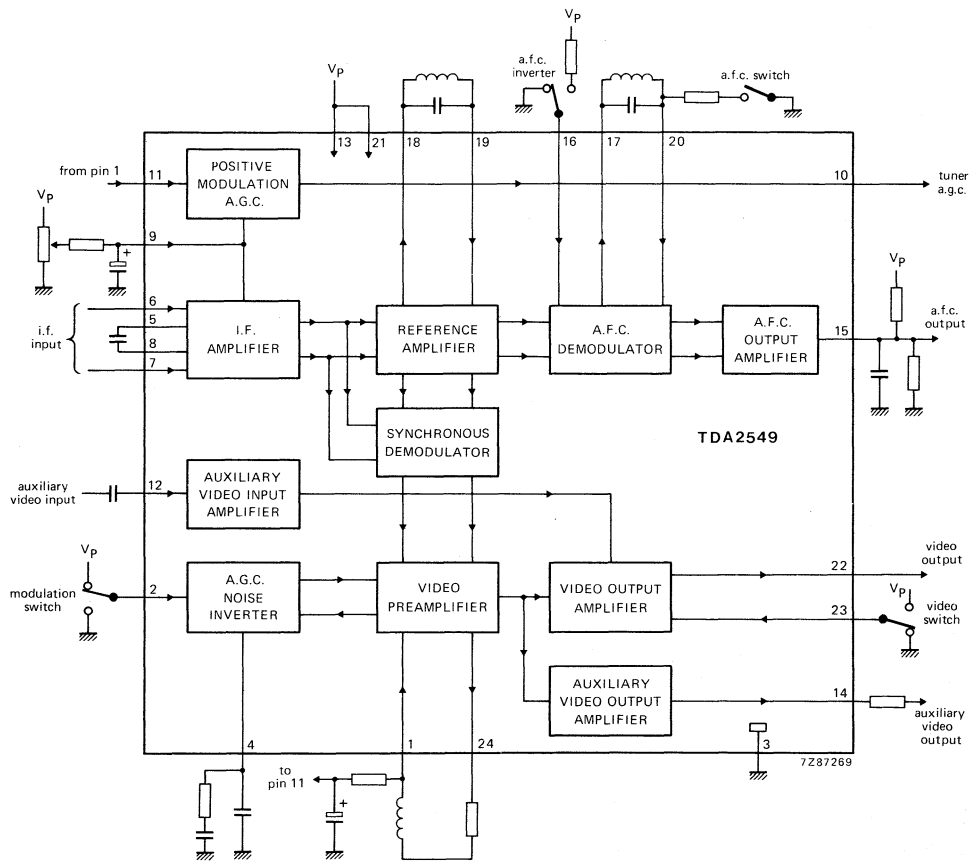 Vp
a.f.c.
inverter
Vp
a.f.c. switch
13
21
18
19
16
17
20
from pin 1
11
POSITIVE
MODULATION
A.G.C.
10
tuner
a.g.c.
Vp
9
+
Vp
i.f.
input
6
5
8
7
I.F.
AMPLIFIER
REFERENCE
AMPLIFIER
A.F.C.
DEMODULATOR
A.F.C.
OUTPUT
AMPLIFIER
15
a.f.c.
output
SYNCHRONOUS
DEMODULATOR
TDA2549
auxiliary
video input
12
AUXILIARY
VIDEO INPUT
AMPLIFIER
Vp
modulation
switch
2
A.G.C.
NOISE
INVERTER
VIDEO
PREAMPLIFIER
VIDEO OUTPUT
AMPLIFIER
22
video
output
23
Vp
video
switch
AUXILIARY
VIDEO OUTPUT
AMPLIFIER
14
auxiliary
video
output
4
to
pin 11
+
1
24
3
7Z87269